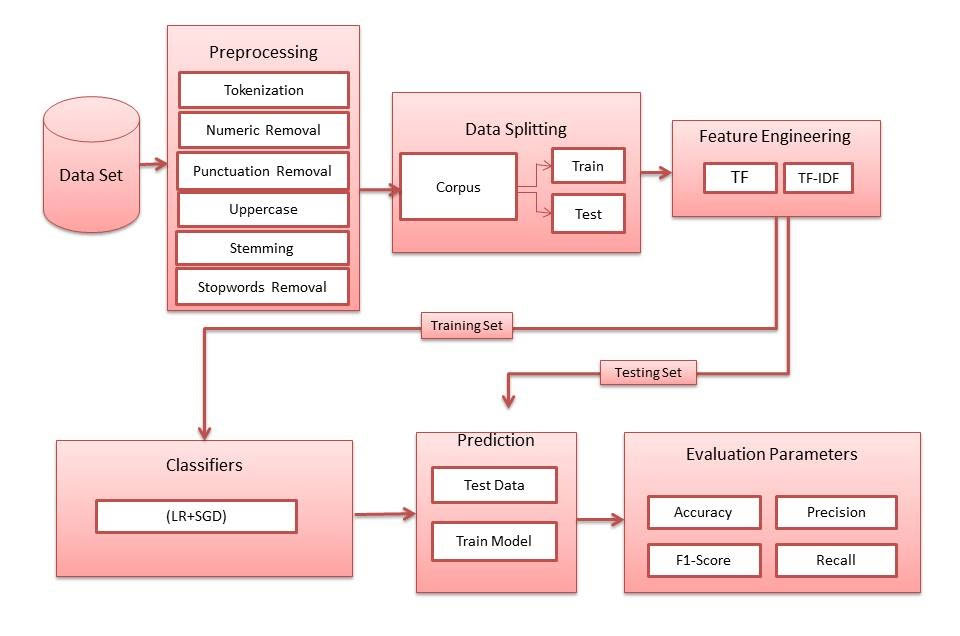 Preprocessing
Tokenization
Numeric Removal
Punctuation Removal
Uppercase
Stemming
Stopwords Removal
Data Set
Data Splitting
Corpus
Train
Test
Feature Engineering
TF
TF-IDF
Training Set
Testing Set
Classifiers
(LR+SGD)
Prediction
Test Data
Train Model
Evaluation Parameters
Accuracy
Precision
F1-Score
Recall